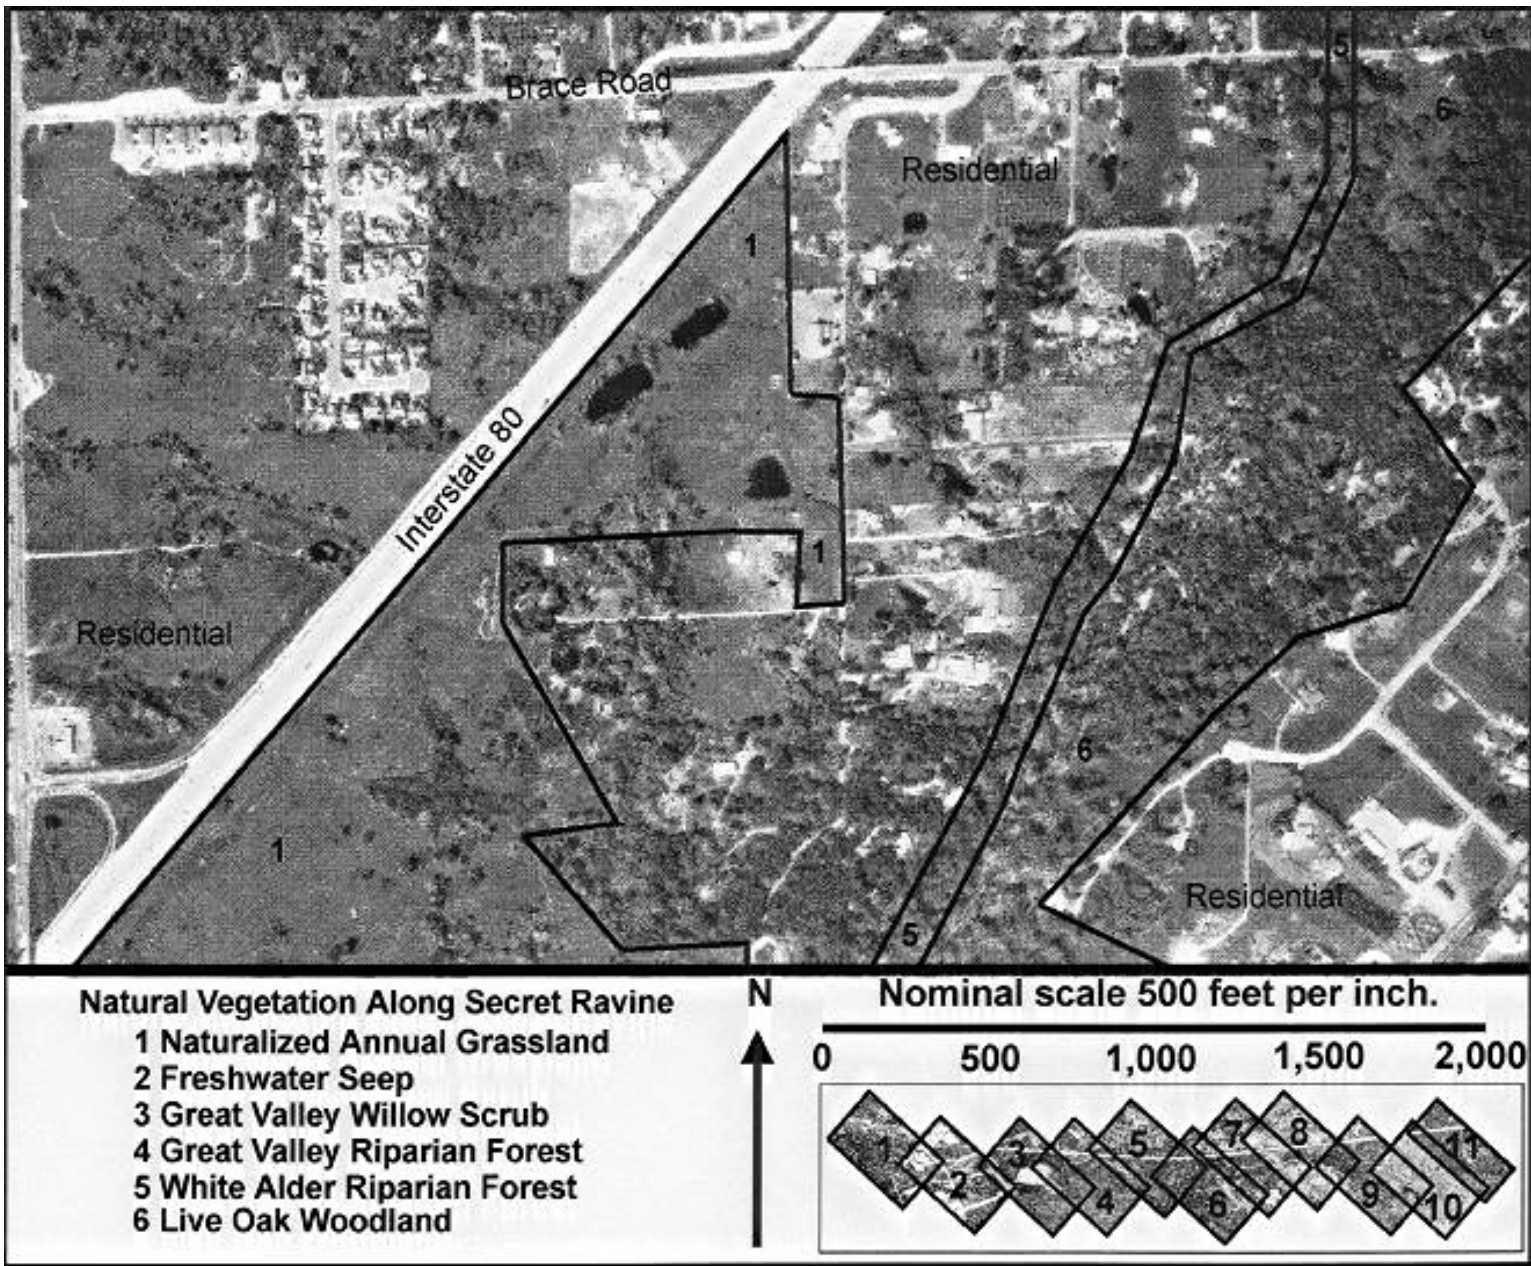 5
Brace Road
6
Residential
1
Interstate 80
1
Residential
6
1
Residential
5
Natural Vegetation Along Secret Ravine
1 Naturalized Annual Grassland
2 Freshwater Seep
3 Great Valley Willow Scrub
4 Great Valley Riparian Forest
5 White Alder Riparian Forest
6 Live Oak Woodland
N
Nominal scale 500 feet per inch.
0 500 1,000 1,500 2,000
1 2 3 4 5 6 7 8 9 10 11